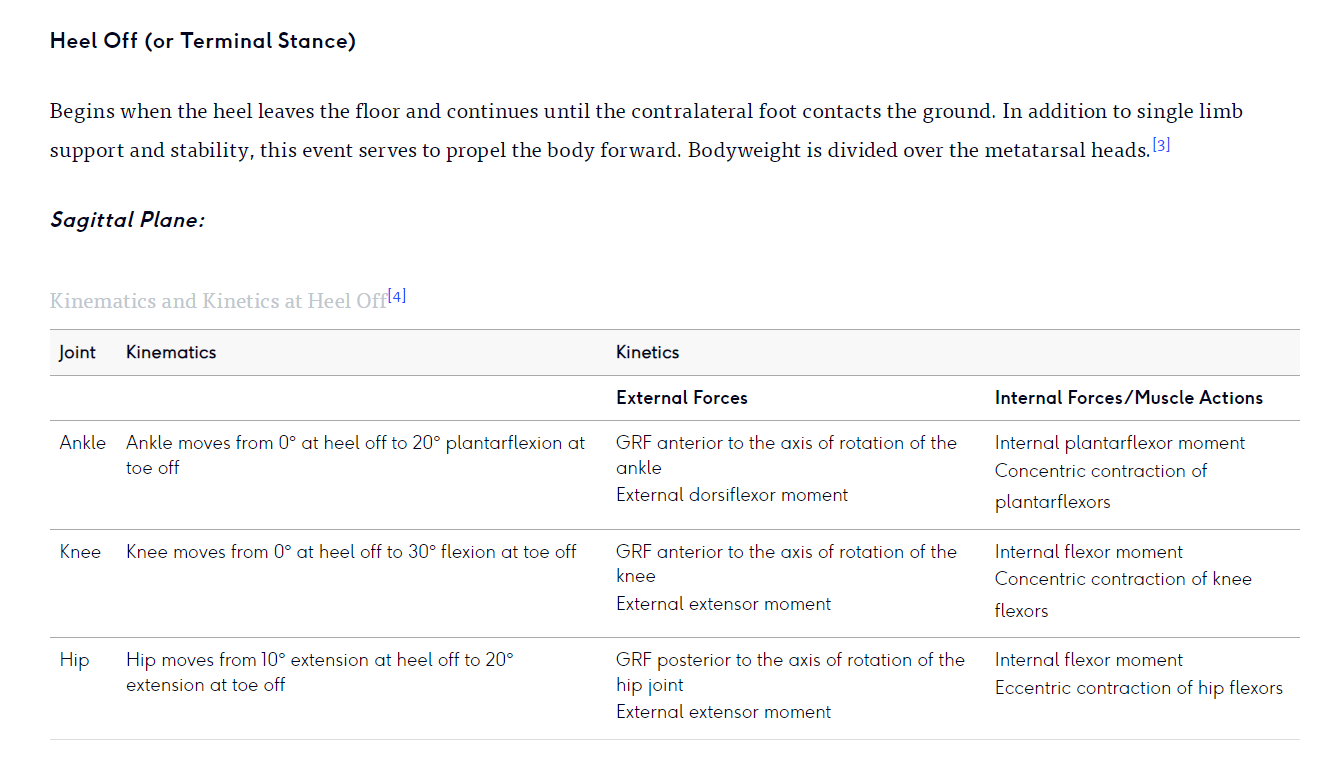 Heel Off (or Terminal Stance)
Begins when the heel leaves the floor and continues until the contralateral foot contacts the ground. In addition to single limb
support and stability, this event serves to propel the body forward. Bodyweight is divided over the metatarsal heads.[3]
Sagittal Plane:
Kinematics and Kinetics at Heel Off[4]
Joint Kinematics Kinetics
External Forces Internal Forces/Muscle Actions
Ankle Ankle moves from 0° at heel off to 20° plantarflexion at GRF anterior to the axis of rotation of the Internal plantarflexor moment
toe off ankle Concentric contraction of
External dorsiflexor moment plantarflexors
Knee Knee moves from 0° at heel off to 30° flexion at toe off GRF anterior to the axis of rotation of the Internal flexor moment
knee Concentric contraction of knee
External extensor moment flexors
Hip Hip moves from 10° extension at heel off to 20° GRF posterior to the axis of rotation of the Internal flexor moment
extension at toe off hip joint Eccentric contraction of hip flexors
External extensor moment